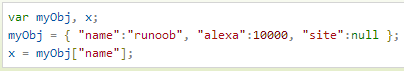 var myObj, x;
myObj = { "name":"runoob", "alexa":10000, "site":null };
x = myObj["name"];